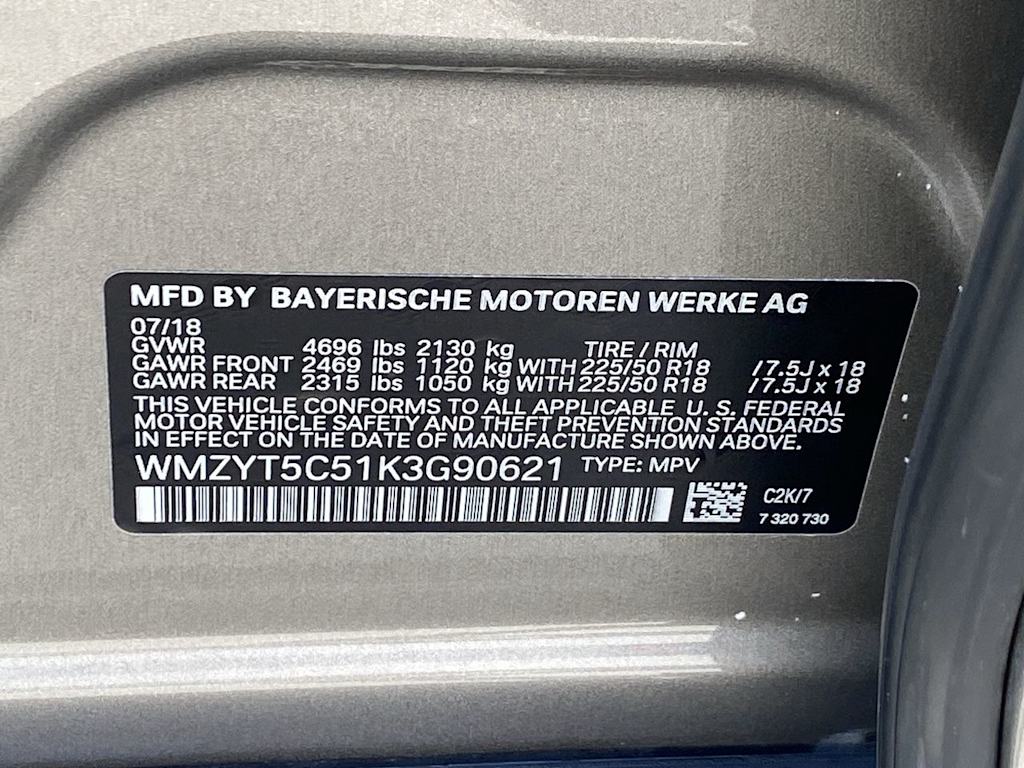 MFD BY BAYERISCHE MOTOREN WERKE AG
07/18
GVWR 4696 lbs 2130 kg TIRE / RIM
GAWR FRONT 2469 lbs 1120 kg WITH 225/50 R18 / 7.5J x 18
GAWR REAR 2315 lbs 1050 kg WITH 225/50 R18 / 7.5J x 18
THIS VEHICLE CONFORMS TO ALL APPLICABLE U. S. FEDERAL
MOTOR VEHICLE SAFETY AND THEFT PREVENTION STANDARDS
IN EFFECT ON THE DATE OF MANUFACTURE SHOWN ABOVE.
WMZYT5C51K3G90621 TYPE: MPV
C2K/7
7 320 730